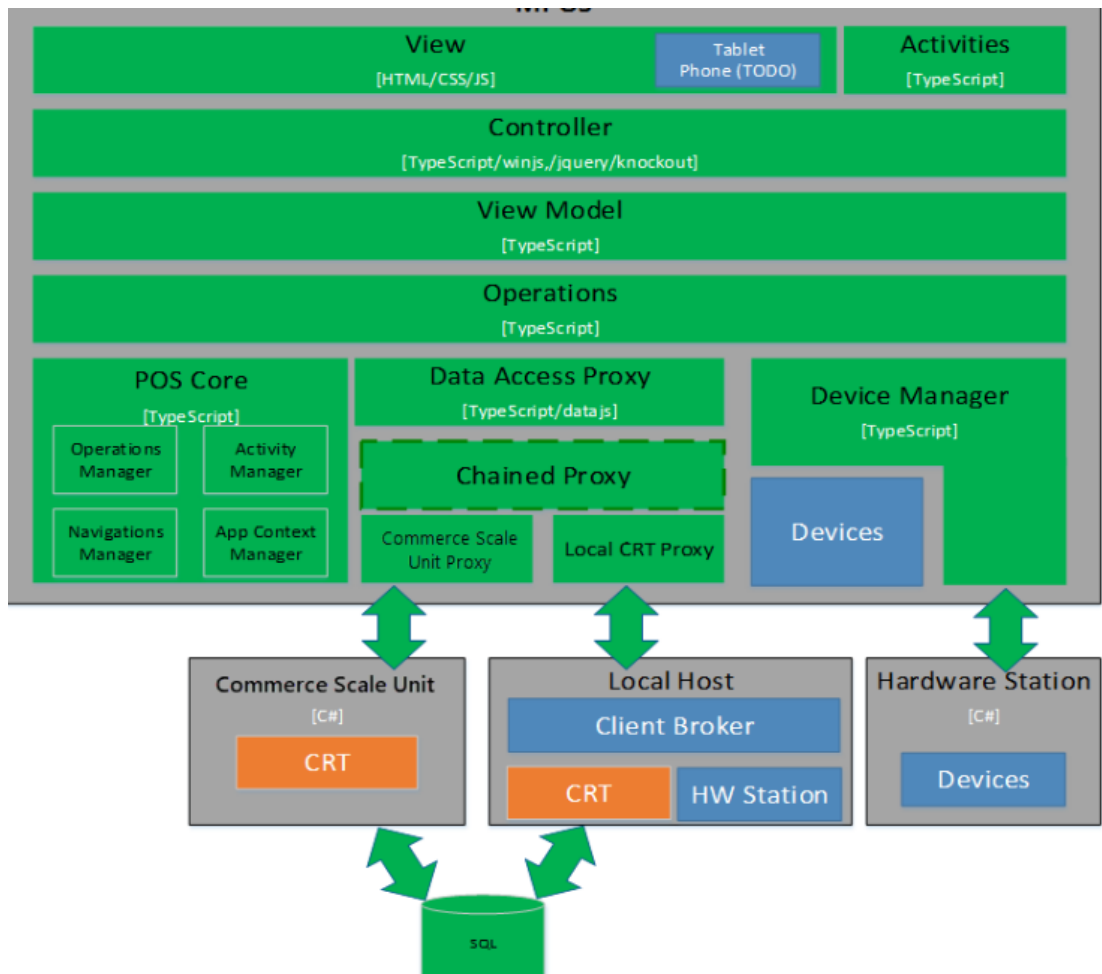 View
[HTML/CSS/JS]
Tablet
Phone (TODO)
Activities
[TypeScript]
Controller
[TypeScript/winjs,/jquery/knockout]
View Model
[TypeScript]
Operations
[TypeScript]
POS Core
[TypeScript]
Operations
Manager
Activity
Manager
Navigations
Manager
App Context
Manager
Data Access Proxy
[TypeScript/datajs]
Chained Proxy
Commerce Scale
Unit Proxy
Local CRT Proxy
Device Manager
[TypeScript]
Devices
Commerce Scale Unit
[C#]
CRT
Local Host
Client Broker
CRT
HW Station
Hardware Station
[C#]
Devices
SQL